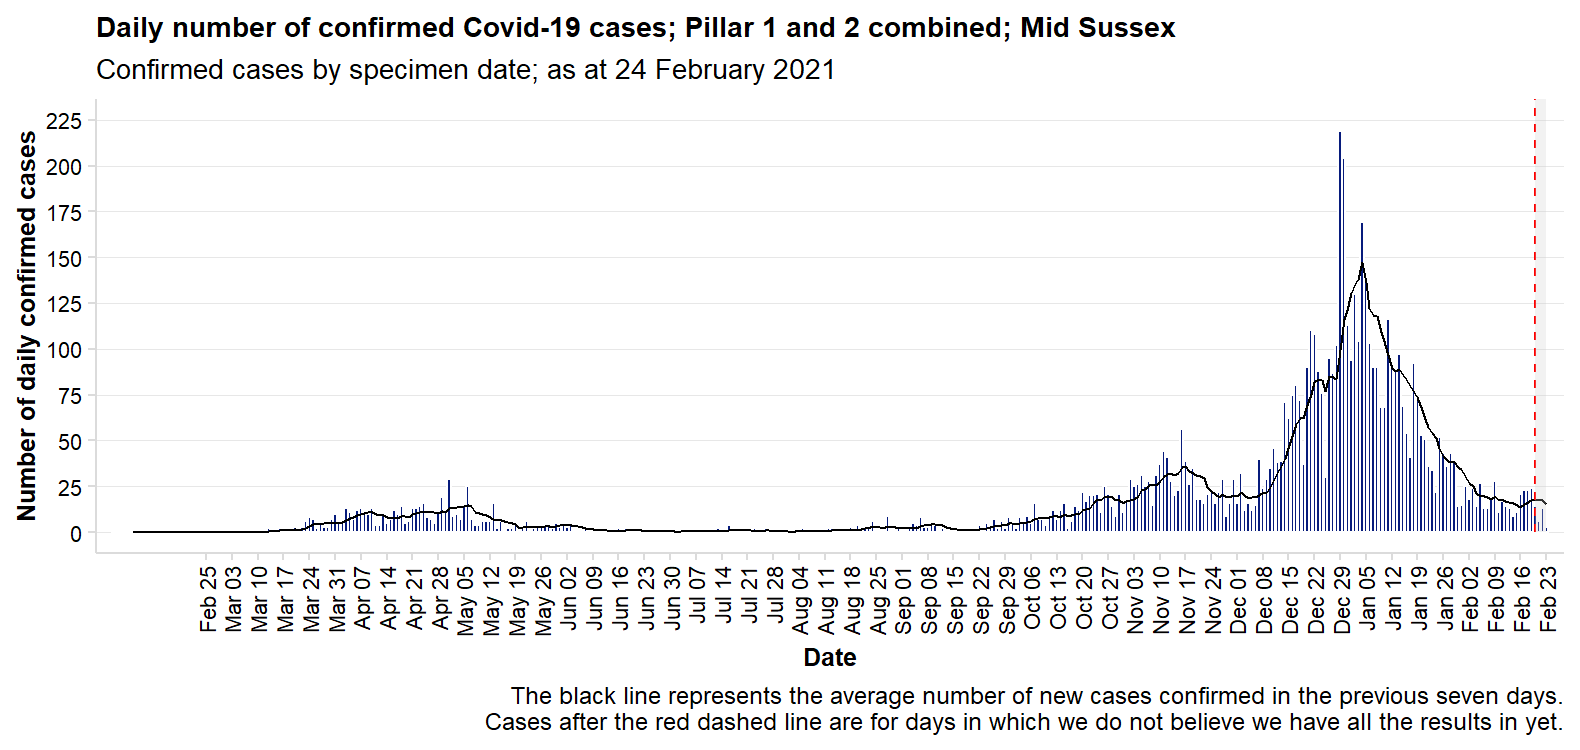 Daily number of confirmed Covid-19 cases; Pillar 1 and 2 combined; Mid Sussex
Confirmed cases by specimen date; as at 24 February 2021
Number of daily confirmed cases
225
200
175
150
125
100
75
50
25
0
Feb 25
Mar 03
Mar 10
Mar 17
Mar 24
Mar 31
Apr 07
Apr 14
Apr 21
Apr 28
May 05
May 12
May 19
May 26
Jun 02
Jun 09
Jun 16
Jun 23
Jun 30
Jul 07
Jul 14
Jul 21
Jul 28
Aug 04
Aug 11
Aug 18
Aug 25
Sep 01
Sep 08
Sep 15
Sep 22
Sep 29
Oct 06
Oct 13
Oct 20
Oct 27
Nov 03
Nov 10
Nov 17
Nov 24
Dec 01
Dec 08
Dec 15
Dec 22
Dec 29
Jan 05
Jan 12
Jan 19
Jan 26
Feb 02
Feb 09
Feb 16
Feb 23
Date
The black line represents the average number of new cases confirmed in the previous seven days.
Cases after the red dashed line are for days in which we do not believe we have all the results in yet.